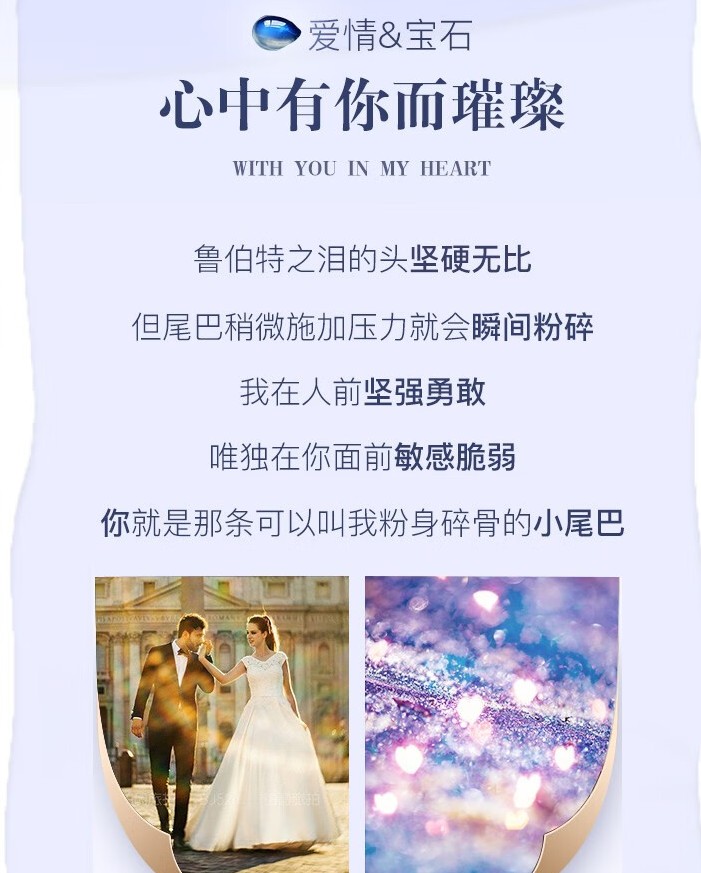 爱情&宝石
心中有你而璀璨
WITH YOU IN MY HEART
鲁伯特之泪的头坚硬无比
但尾巴稍微施加压力就会瞬间粉碎
我在人前坚强勇敢
唯独在你面前敏感脆弱
你就是那条可以叫我粉身碎骨的小尾巴